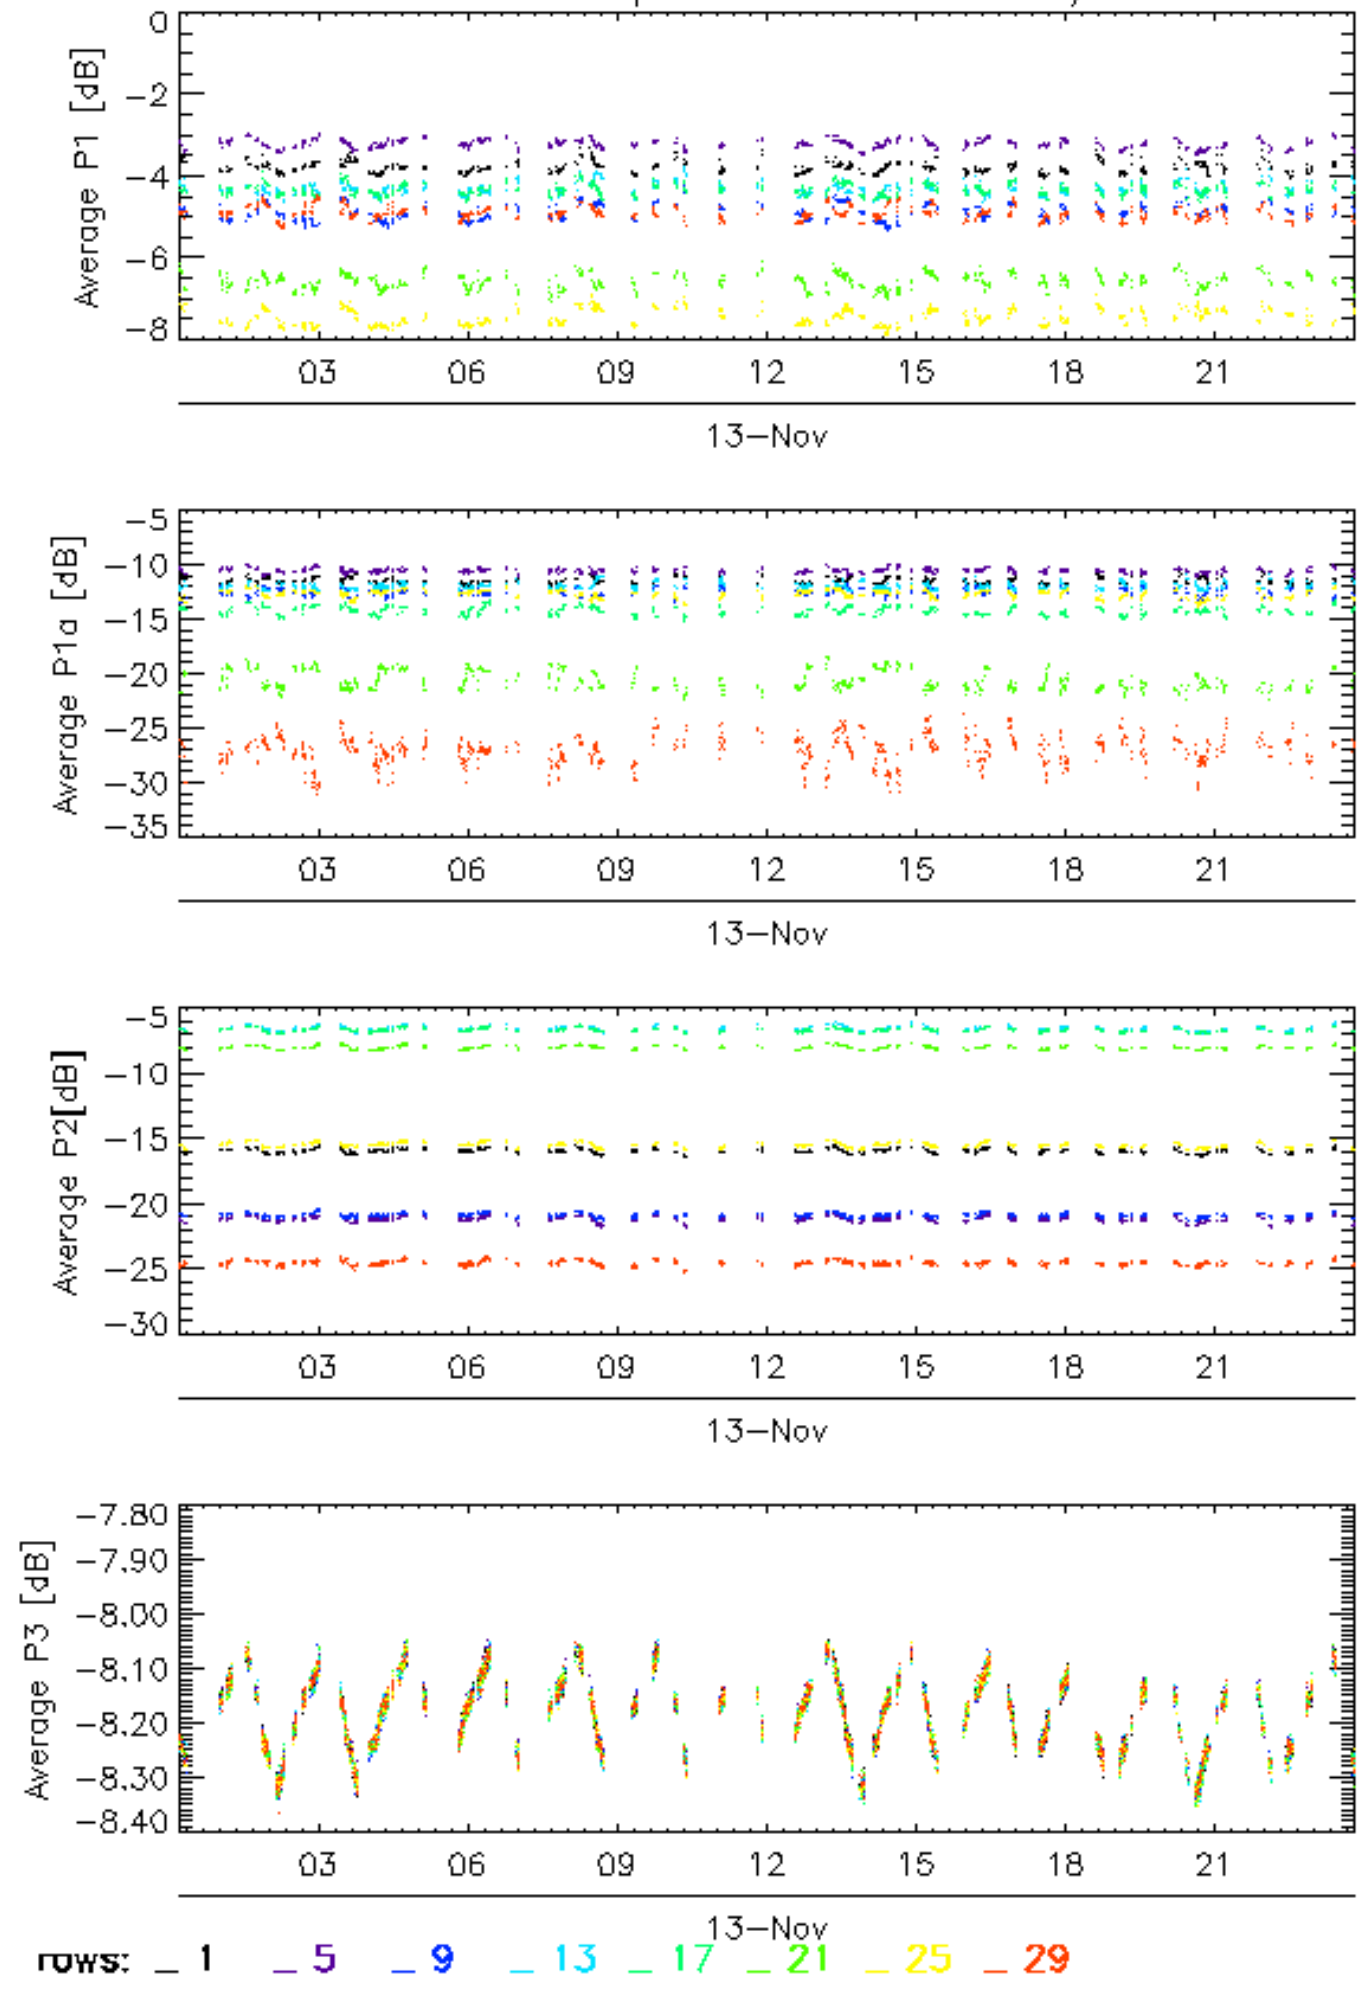 Average P1 [dB]
0
−2
−4
−6
−8
03 06 09 12 15 18 21
13−Nov
Average P1a [dB]
−5
−10
−15
−20
−25
−30
−35
03 06 09 12 15 18 21
13−Nov
Average P2[dB]
−5
−10
−15
−20
−25
−30
03 06 09 12 15 18 21
13−Nov
Average P3 [dB]
−7.80
−7.90
−8.00
−8.10
−8.20
−8.30
−8.40
03 06 09 12 15 18 21
13−Nov
rows: _ 1 _ 5 _ 9 _ 13 _ 17 _ 21 _ 25 _ 29